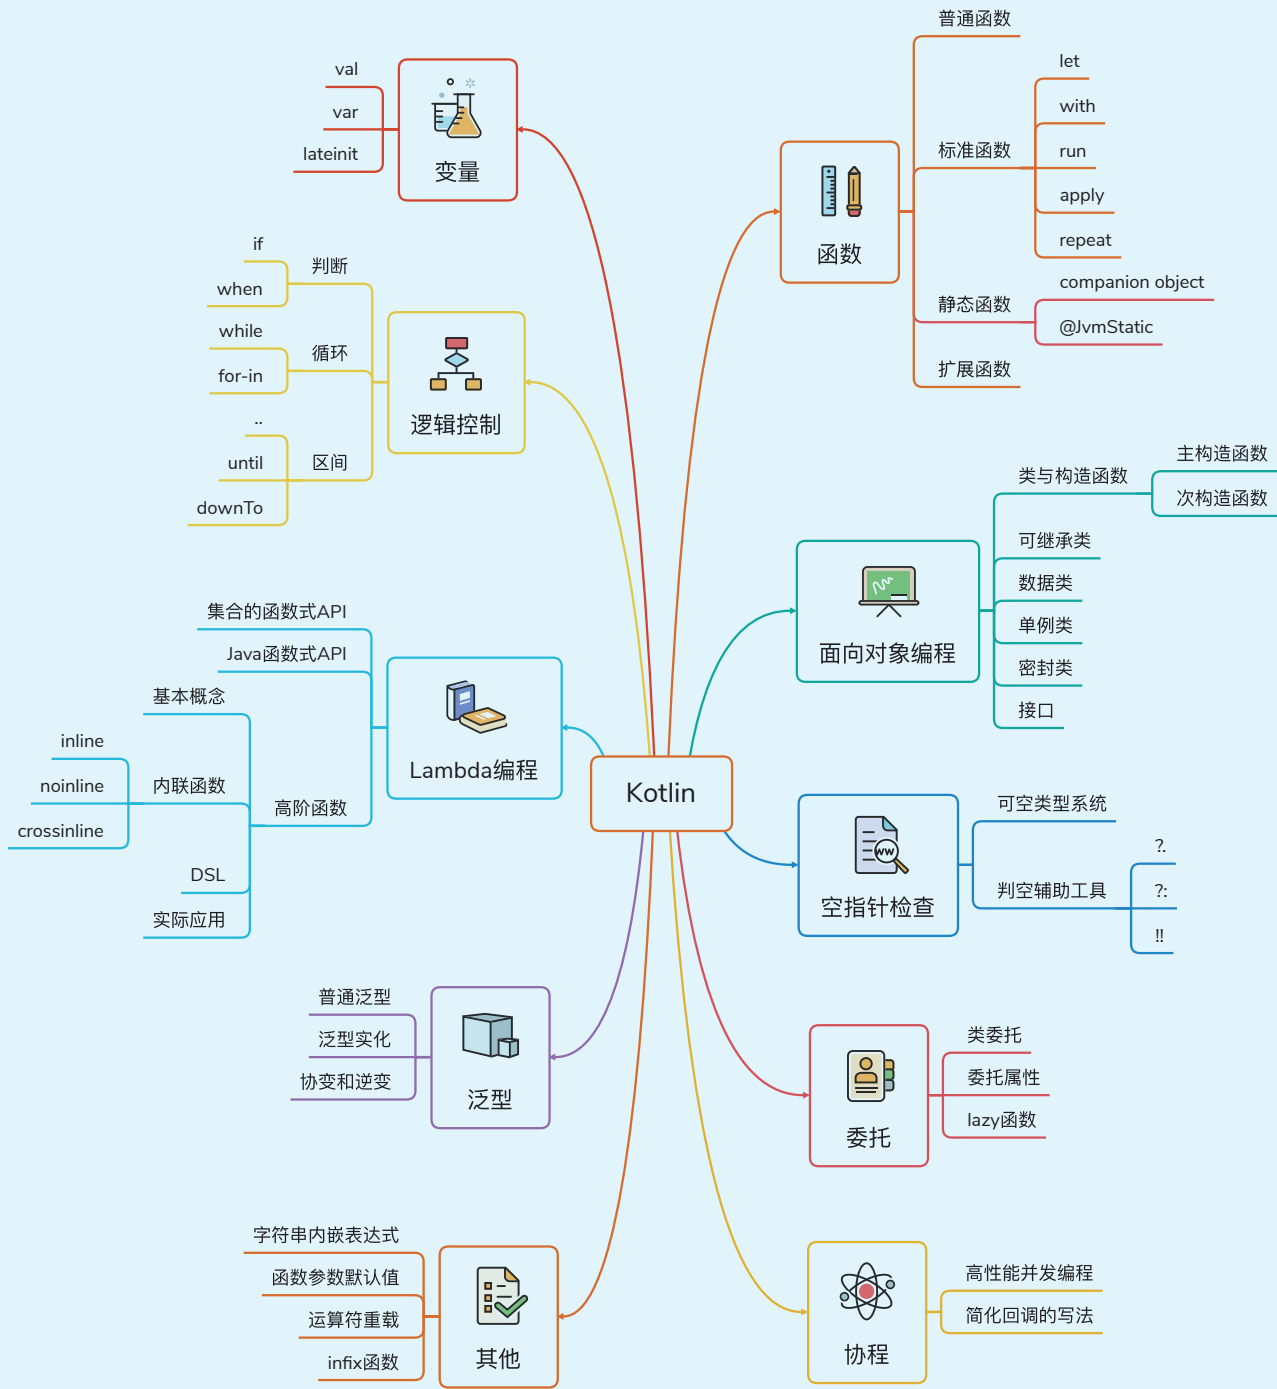 Kotlin
变量
val
var
lateinit
逻辑控制
判断
if
when
循环
while
for-in
区间
..
until
downTo
Lambda编程
集合的函数式API
Java函数式API
高阶函数
基本概念
内联函数
inline
noinline
crossinline
DSL
实际应用
泛型
普通泛型
泛型实化
协变和逆变
其他
字符串内嵌表达式
函数参数默认值
运算符重载
infix函数
函数
普通函数
标准函数
let
with
run
apply
repeat
静态函数
companion object
@JvmStatic
扩展函数
面向对象编程
类与构造函数
主构造函数
次构造函数
可继承类
数据类
单例类
密封类
接口
空指针检查
可空类型系统
判空辅助工具
?.
?:
!!
委托
类委托
委托属性
lazy函数
协程
高性能并发编程
简化回调的写法